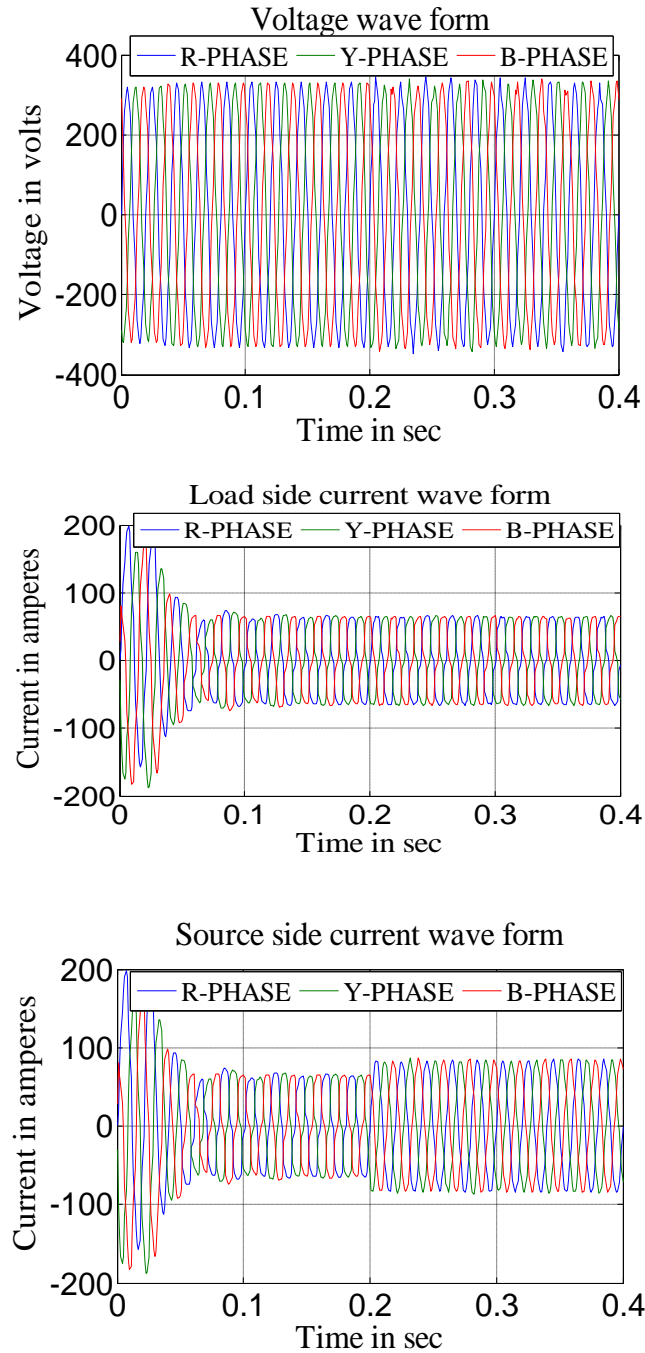 Voltage wave form
R-PHASE Y-PHASE B-PHASE
Voltage in volts
400
200
0
-200
-400
0 0.1 0.2 0.3 0.4
Time in sec
Load side current wave form
R-PHASE Y-PHASE B-PHASE
Current in amperes
200
100
0
-100
-200
0 0.1 0.2 0.3 0.4
Time in sec
Source side current wave form
R-PHASE Y-PHASE B-PHASE
Current in amperes
200
100
0
-100
-200
0 0.1 0.2 0.3 0.4
Time in sec